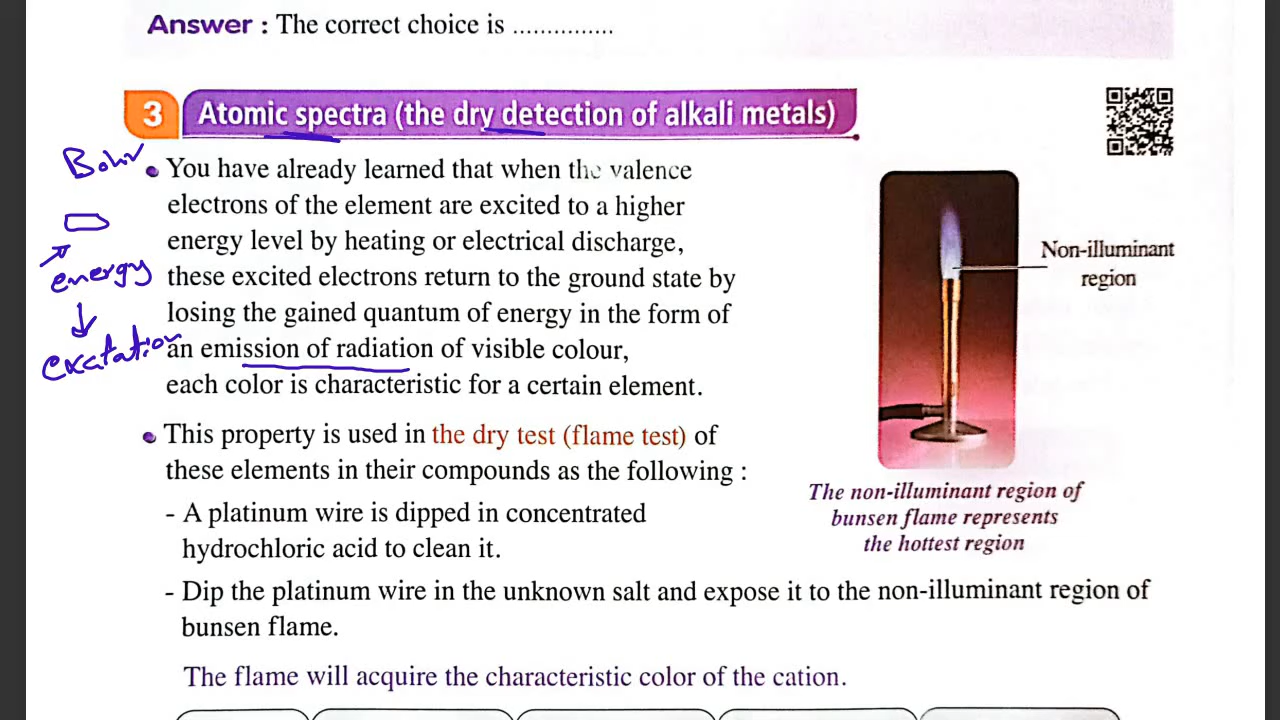 Answer : The correct choice is ...............
3 Atomic spectra (the dry detection of alkali metals)
Bohr
• You have already learned that when the valence
electrons of the element are excited to a higher
energy level by heating or electrical discharge,
energy
these excited electrons return to the ground state by
losing the gained quantum of energy in the form of
exatation
an emission of radiation of visible colour,
each color is characteristic for a certain element.
Non-illuminant
region
• This property is used in the dry test (flame test) of
these elements in their compounds as the following :
- A platinum wire is dipped in concentrated
hydrochloric acid to clean it.
The non-illuminant region of
bunsen flame represents
the hottest region
- Dip the platinum wire in the unknown salt and expose it to the non-illuminant region of
bunsen flame.
The flame will acquire the characteristic color of the cation.